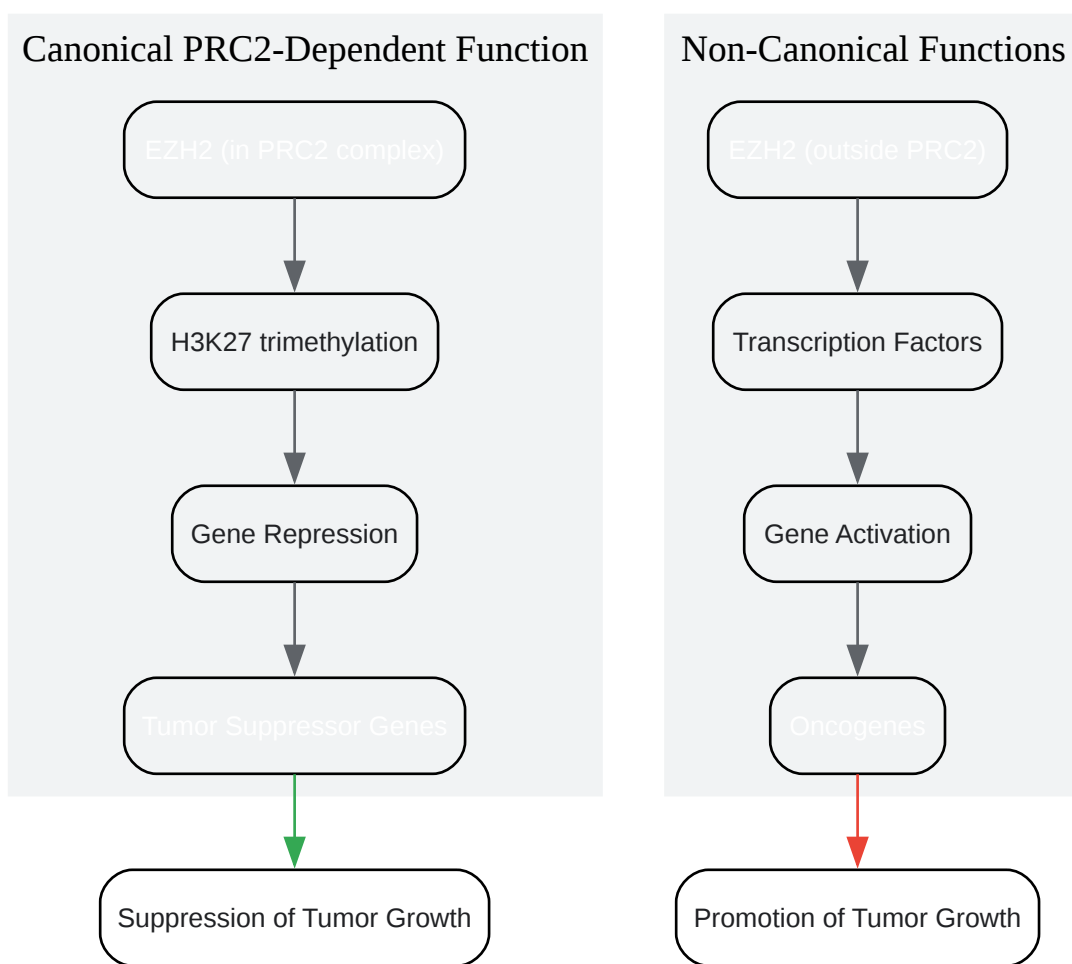 Canonical PRC2-Dependent Function
EZH2 (in PRC2 complex)
H3K27 trimethylation
Gene Repression
Tumor Suppressor Genes
Suppression of Tumor Growth
Non-Canonical Functions
EZH2 (outside PRC2)
Transcription Factors
Gene Activation
Oncogenes
Promotion of Tumor Growth